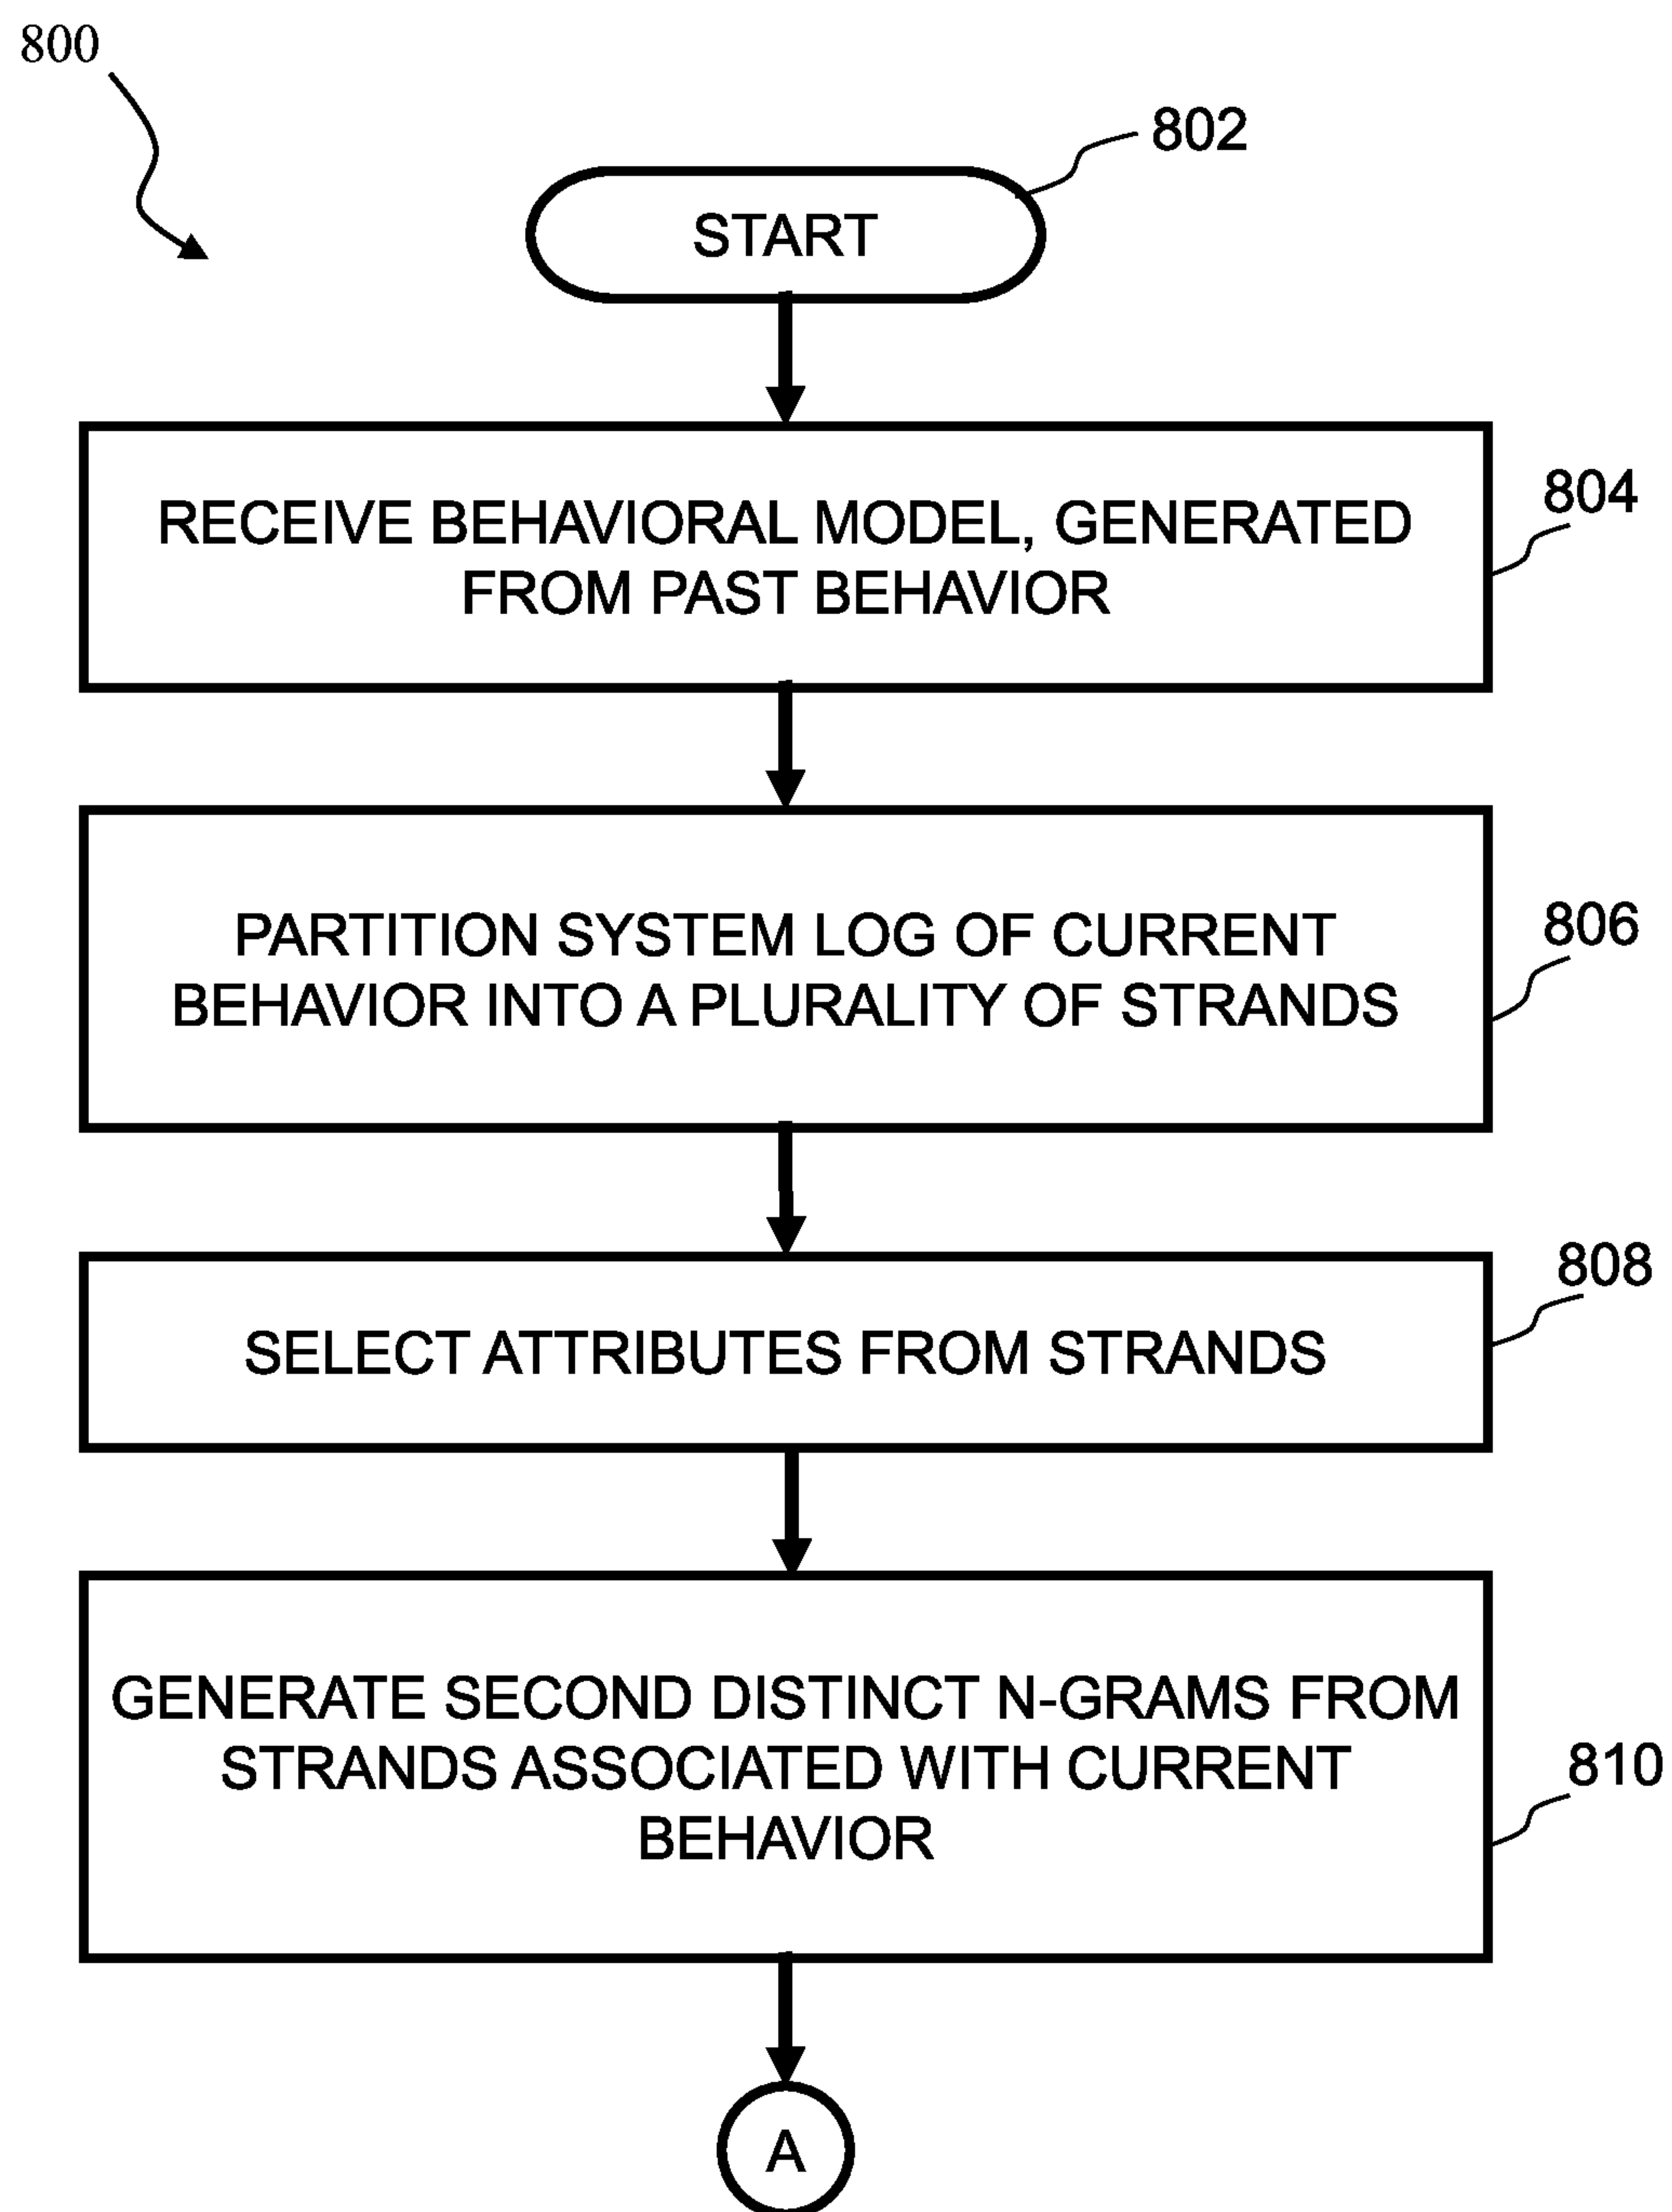 800
802
START
804
RECEIVE BEHAVIORAL MODEL, GENERATED
FROM PAST BEHAVIOR
806
PARTITION SYSTEM LOG OF CURRENT
BEHAVIOR INTO A PLURALITY OF STRANDS
808
SELECT ATTRIBUTES FROM STRANDS
GENERATE SECOND DISTINCT N-GRAMS FROM
STRANDS ASSOCIATED WITH CURRENT
810
BEHAVIOR
A